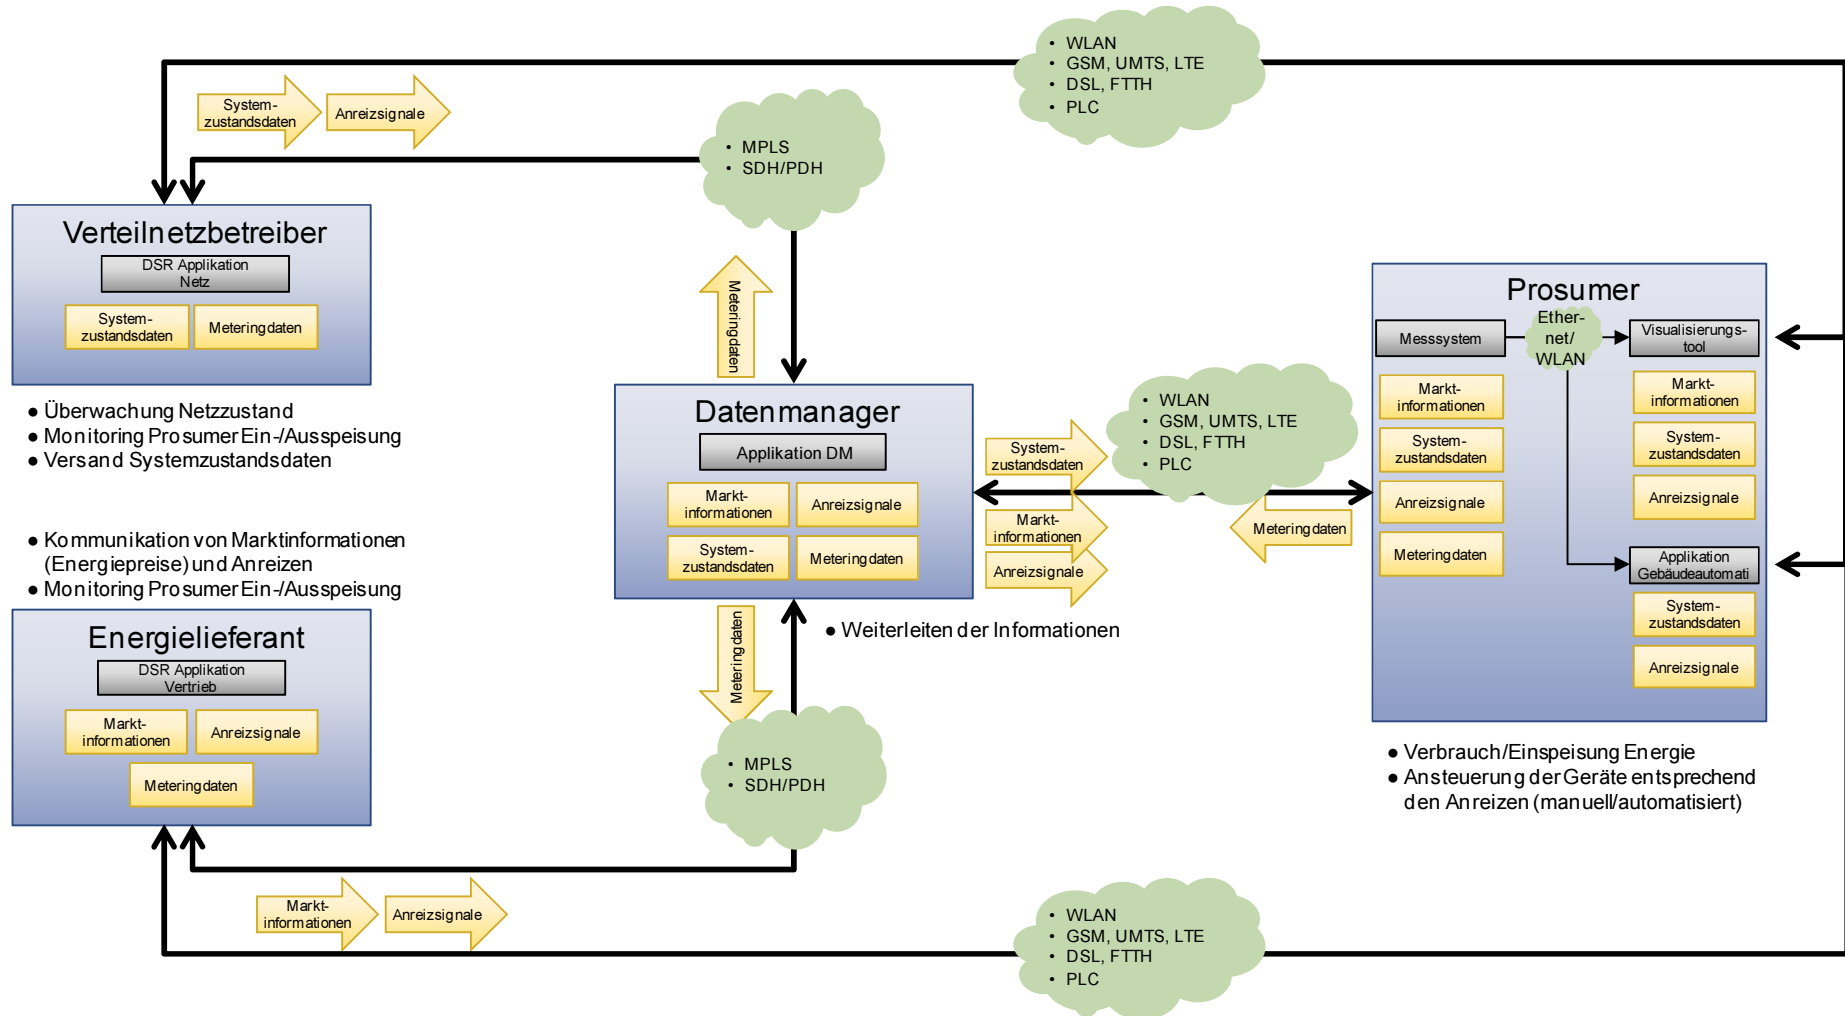 • WLAN
• GSM, UMTS, LTE
• DSL, FTTH
• PLC
System-
zustandsdaten
Anreizsignale
• MPLS
• SDH/PDH
Verteilnetzbetreiber
DSR Applikation
Netz
System-
zustandsdaten
Meteringdaten
● Überwachung Netzzustand
● Monitoring Prosumer Ein-/Ausspeisung
● Versand Systemzustandsdaten
● Kommunikation von Marktinformationen
(Energiepreise) und Anreizen
● Monitoring Prosumer Ein-/Ausspeisung
Energielieferant
DSR Applikation
Vertrieb
Markt-
informationen
Anreizsignale
Meteringdaten
Markt-
informationen
Anreizsignale
Meteringdaten
Datenmanager
Applikation DM
Markt-
informationen
Anreizsignale
System-
zustandsdaten
Meteringdaten
● Weiterleiten der Informationen
Meteringdaten
• MPLS
• SDH/PDH
• WLAN
• GSM, UMTS, LTE
• DSL, FTTH
• PLC
System-
zustandsdaten
Markt-
informationen
Anreizsignale
Meteringdaten
Prosumer
Messsystem
Ether-
net/
WLAN
Visualisierungs-
tool
Markt-
informationen
System-
zustandsdaten
Anreizsignale
Meteringdaten
Markt-
informationen
System-
zustandsdaten
Anreizsignale
Applikation
Gebäudeautomati
System-
zustandsdaten
Anreizsignale
● Verbrauch/Einspeisung Energie
● Ansteuerung der Geräte entsprechend
den Anreizen (manuell/automatisiert)
• WLAN
• GSM, UMTS, LTE
• DSL, FTTH
• PLC